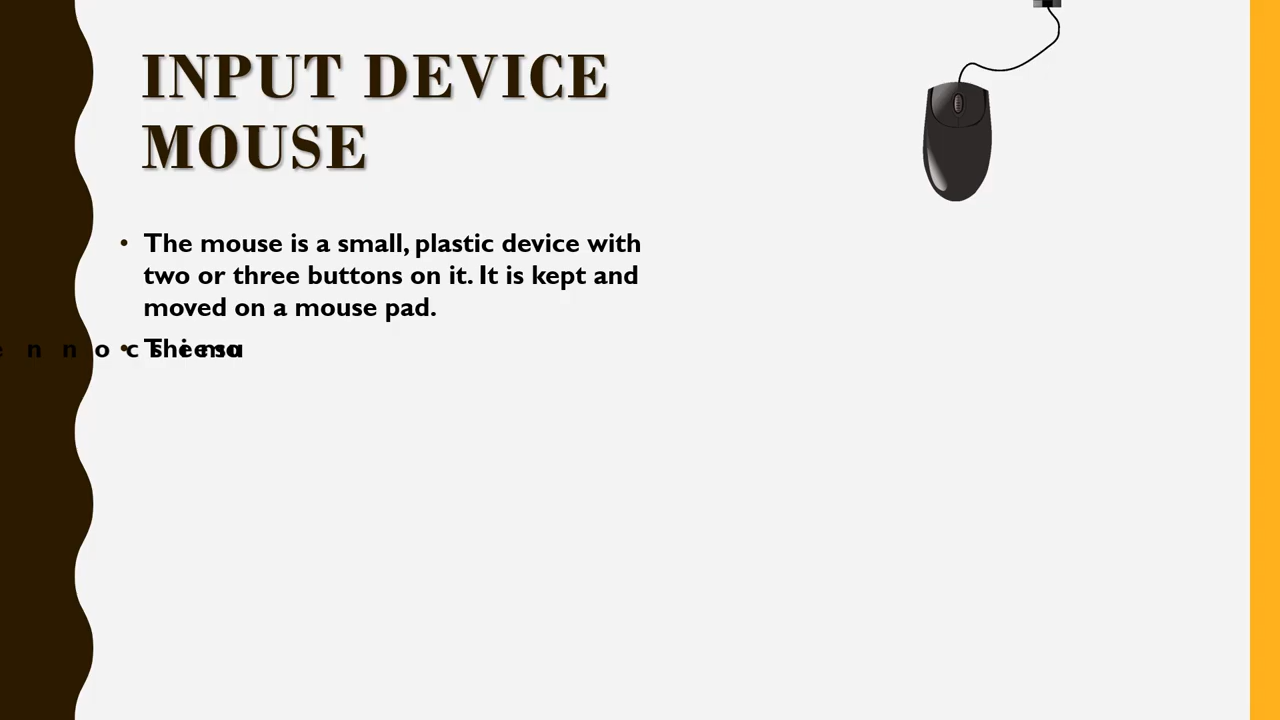 INPUT DEVICE
MOUSE
• The mouse is a small, plastic device with
two or three buttons on it. It is kept and
moved on a mouse pad.
• The